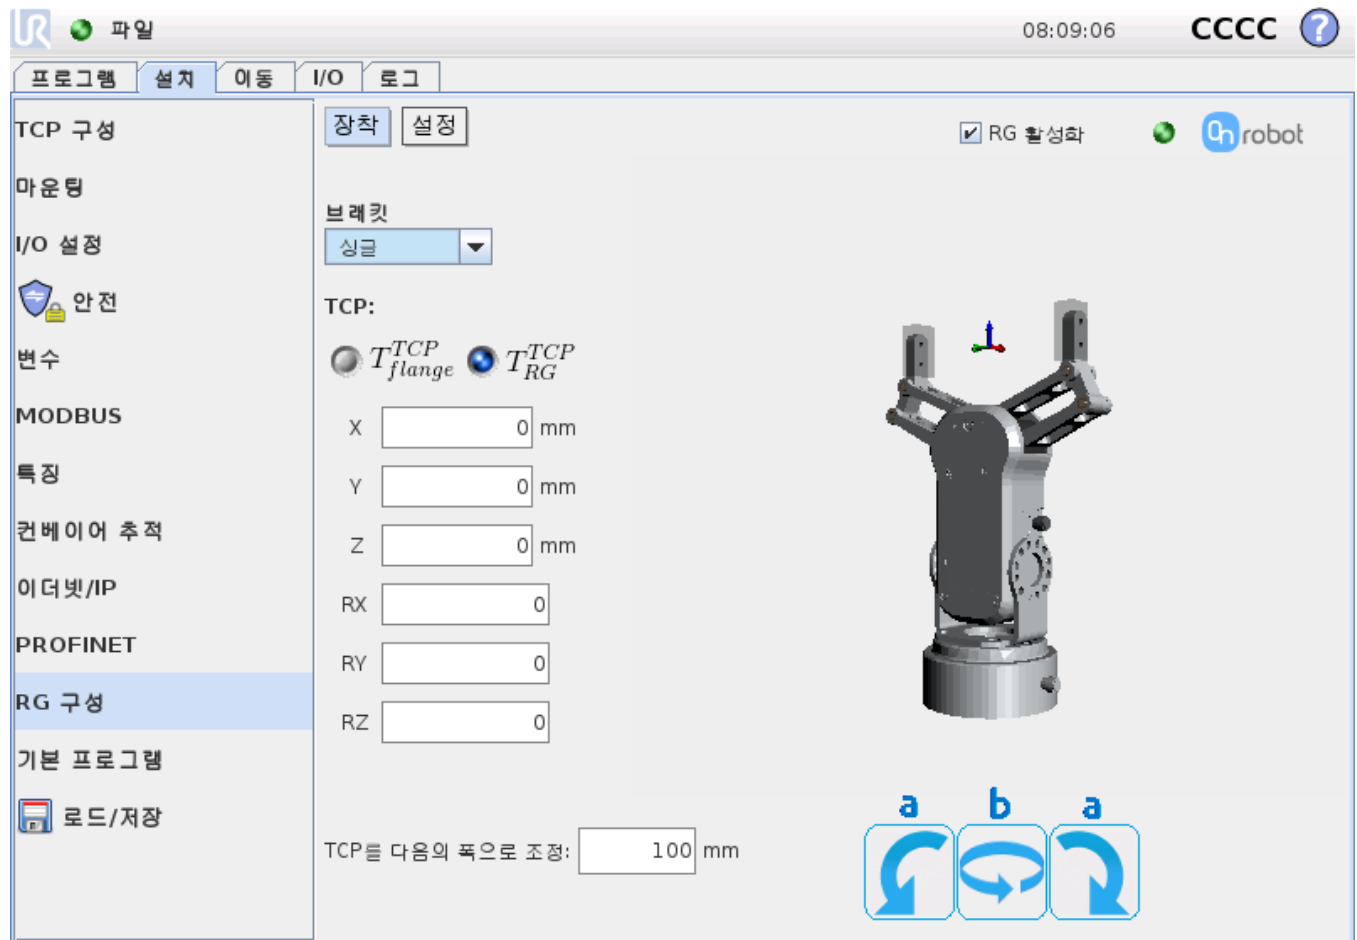 UR 파일 08:09:06 CCCC ?
프로그램 설치 이동 I/O 로그
TCP 구성
마운팅
I/O 설정
안전
변수
MODBUS
특징
컨베이어 추적
이더넷/IP
PROFINET
RG 구성
기본 프로그램
로드/저장
장착 설정
RG 활성화
On robot
브래킷
싱글
TCP:
T TCP flange T TCP RG
X 0 mm
Y 0 mm
Z 0 mm
RX 0
RY 0
RZ 0
TCP를 다음의 폭으로 조정: 100 mm
a b a